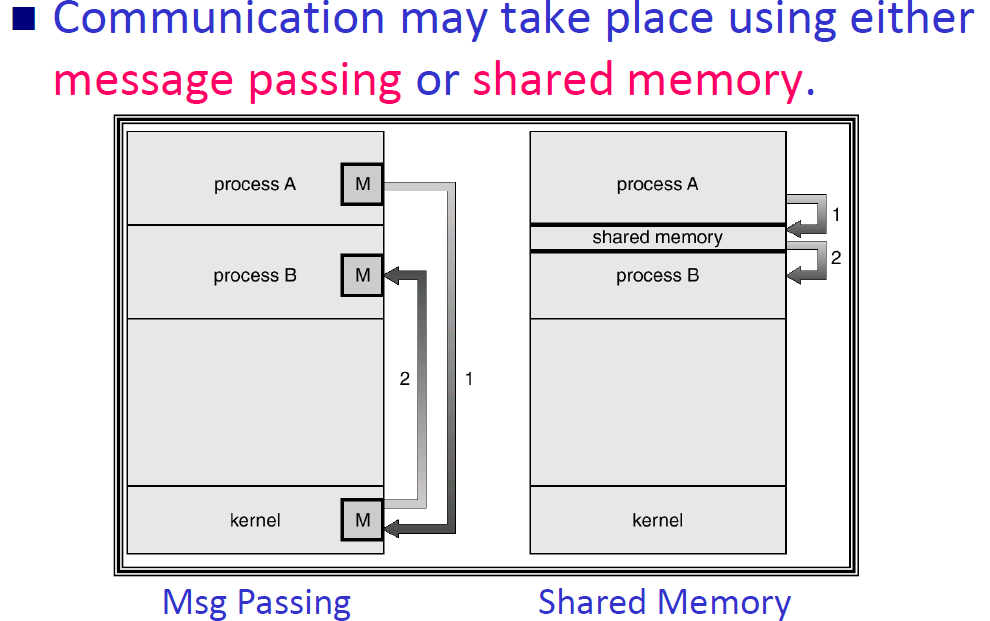 Communication may take place using either
message passing or shared memory.
process A
M
process B
M
2
1
kernel
M
process A
1
shared memory
2
process B
kernel
Msg Passing
Shared Memory